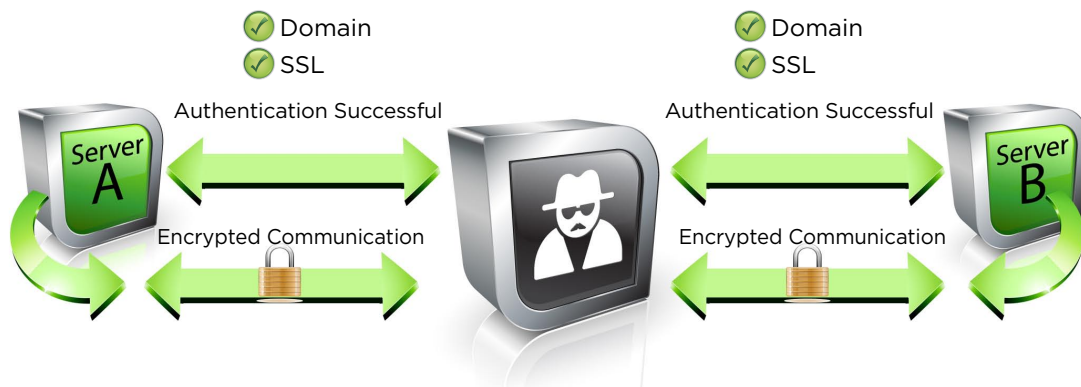 Domain
SSL
Authentication Successful
Server
A
Encrypted Communication
Domain
SSL
Authentication Successful
Server
B
Encrypted Communication